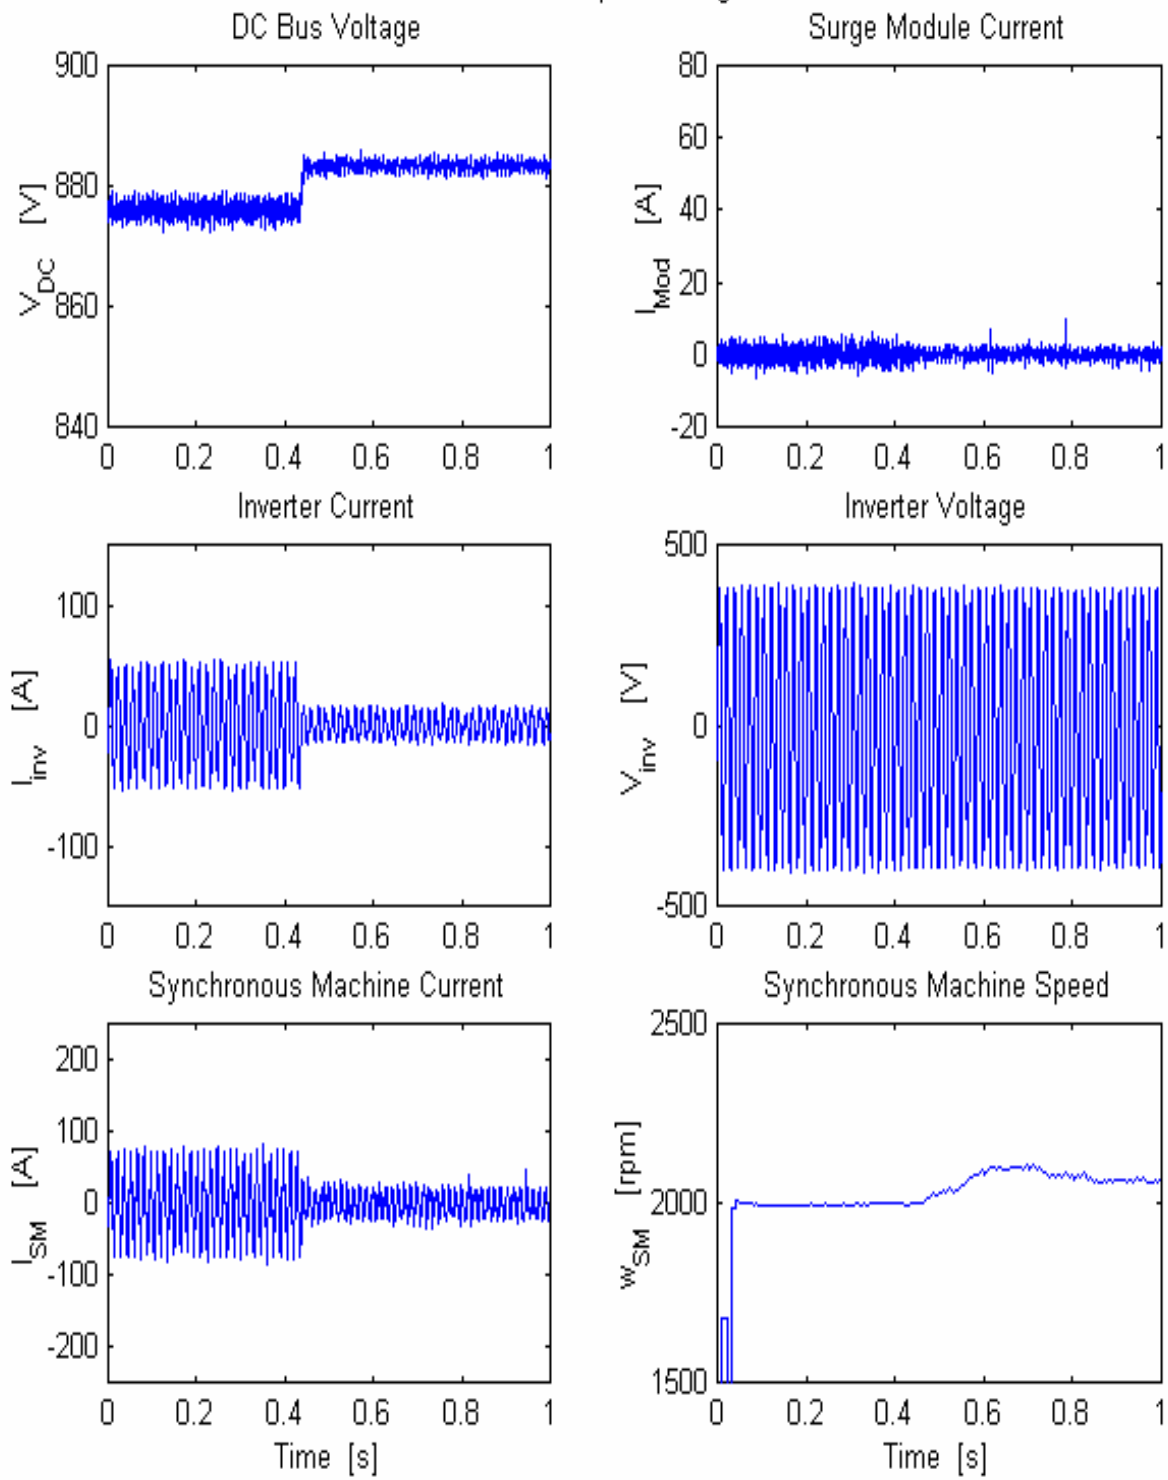 DC Bus Voltage
900
880
860
840
V_DC [V]
0 0.2 0.4 0.6 0.8 1
Surge Module Current
80
60
40
20
0
-20
I_Mod [A]
0 0.2 0.4 0.6 0.8 1
Inverter Current
100
0
-100
I_inv [A]
0 0.2 0.4 0.6 0.8 1
Inverter Voltage
500
0
-500
V_inv [V]
0 0.2 0.4 0.6 0.8 1
Synchronous Machine Current
200
100
0
-100
-200
I_SM [A]
0 0.2 0.4 0.6 0.8 1
Time [s]
Synchronous Machine Speed
2500
2000
1500
w_SM [rpm]
0 0.2 0.4 0.6 0.8 1
Time [s]